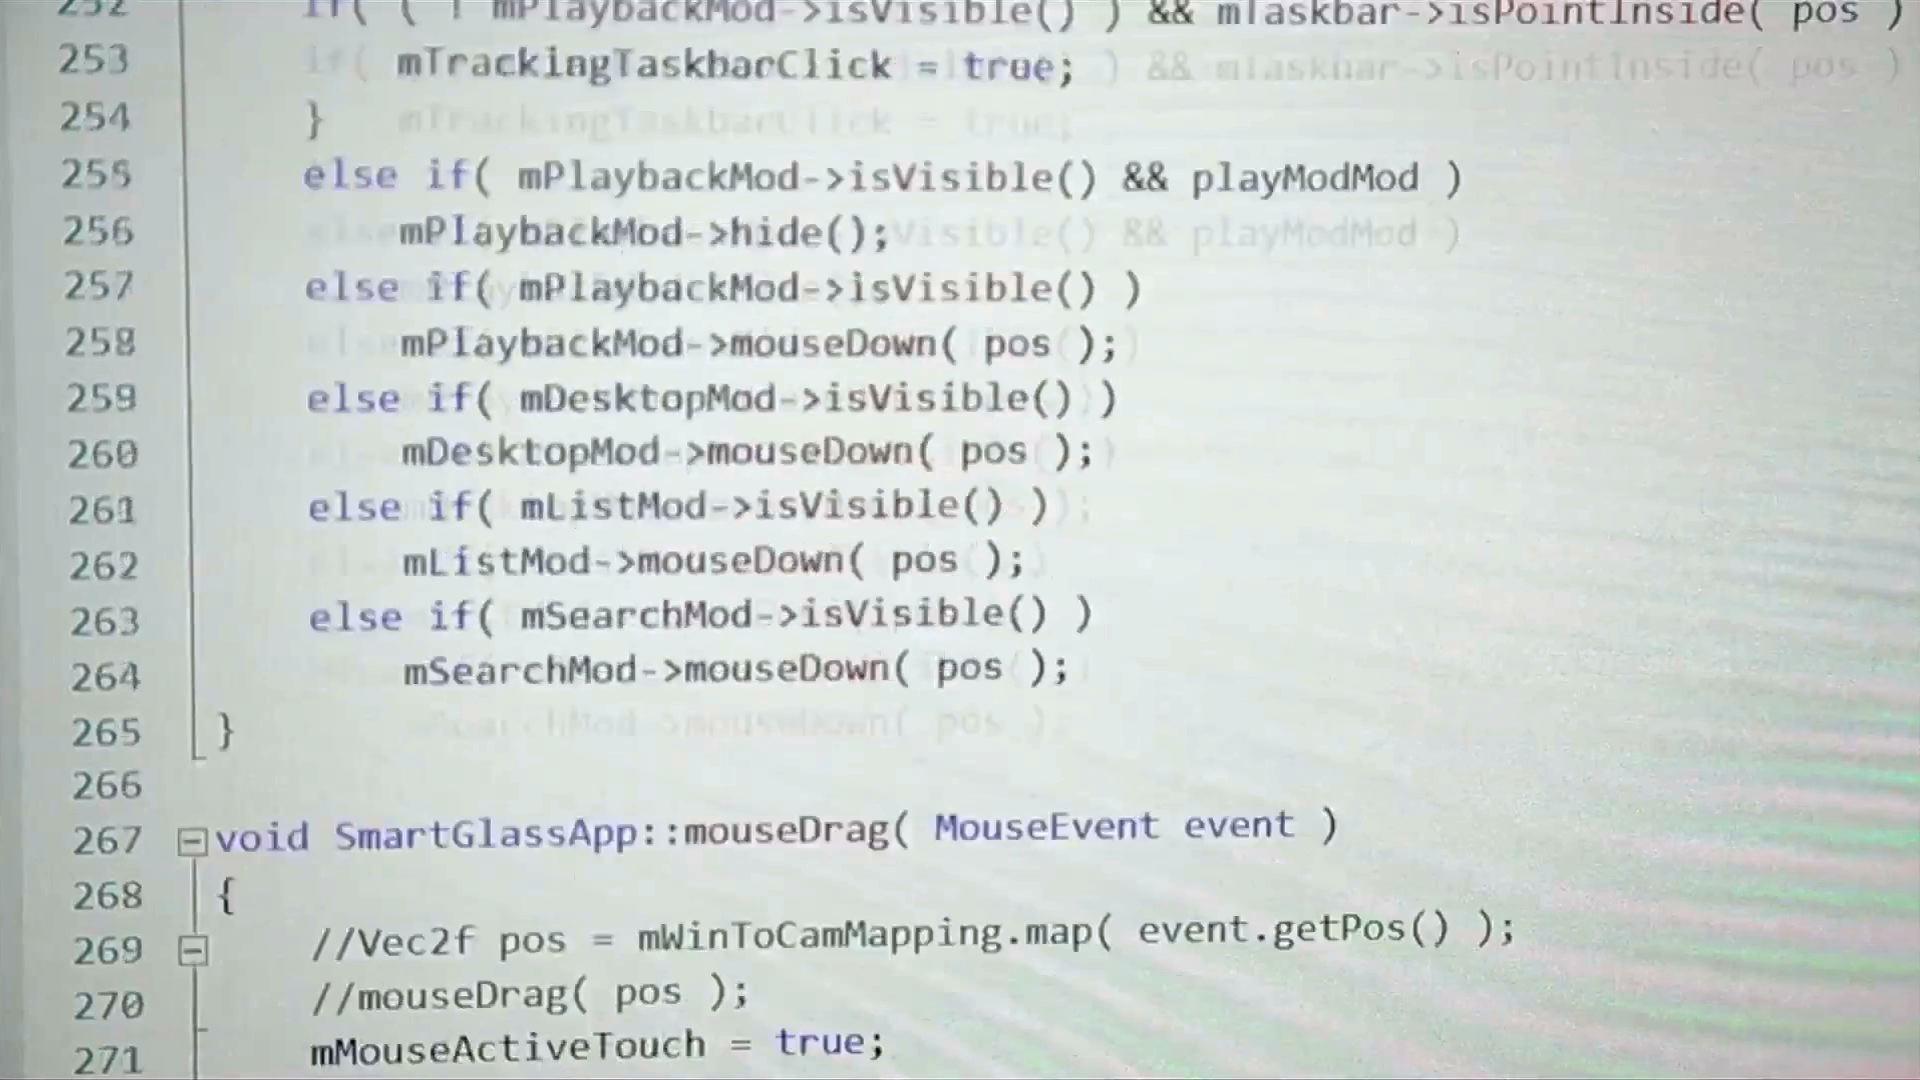 252 if( ( ! mPlaybackMod->isVisible() ) && mTaskbar->isPointInside( pos )
253 mTrackingTaskbarClick = true;
254 }
255 else if( mPlaybackMod->isVisible() && playModMod )
256 mPlaybackMod->hide();
257 else if( mPlaybackMod->isVisible() )
258 mPlaybackMod->mouseDown( pos );
259 else if( mDesktopMod->isVisible() )
260 mDesktopMod->mouseDown( pos );
261 else if( mListMod->isVisible() )
262 mListMod->mouseDown( pos );
263 else if( mSearchMod->isVisible() )
264 mSearchMod->mouseDown( pos );
265 }
266
267 void SmartGlassApp::mouseDrag( MouseEvent event )
268 {
269 //Vec2f pos = mWinToCamMapping.map( event.getPos() );
270 //mouseDrag( pos );
271 mMouseActiveTouch = true;